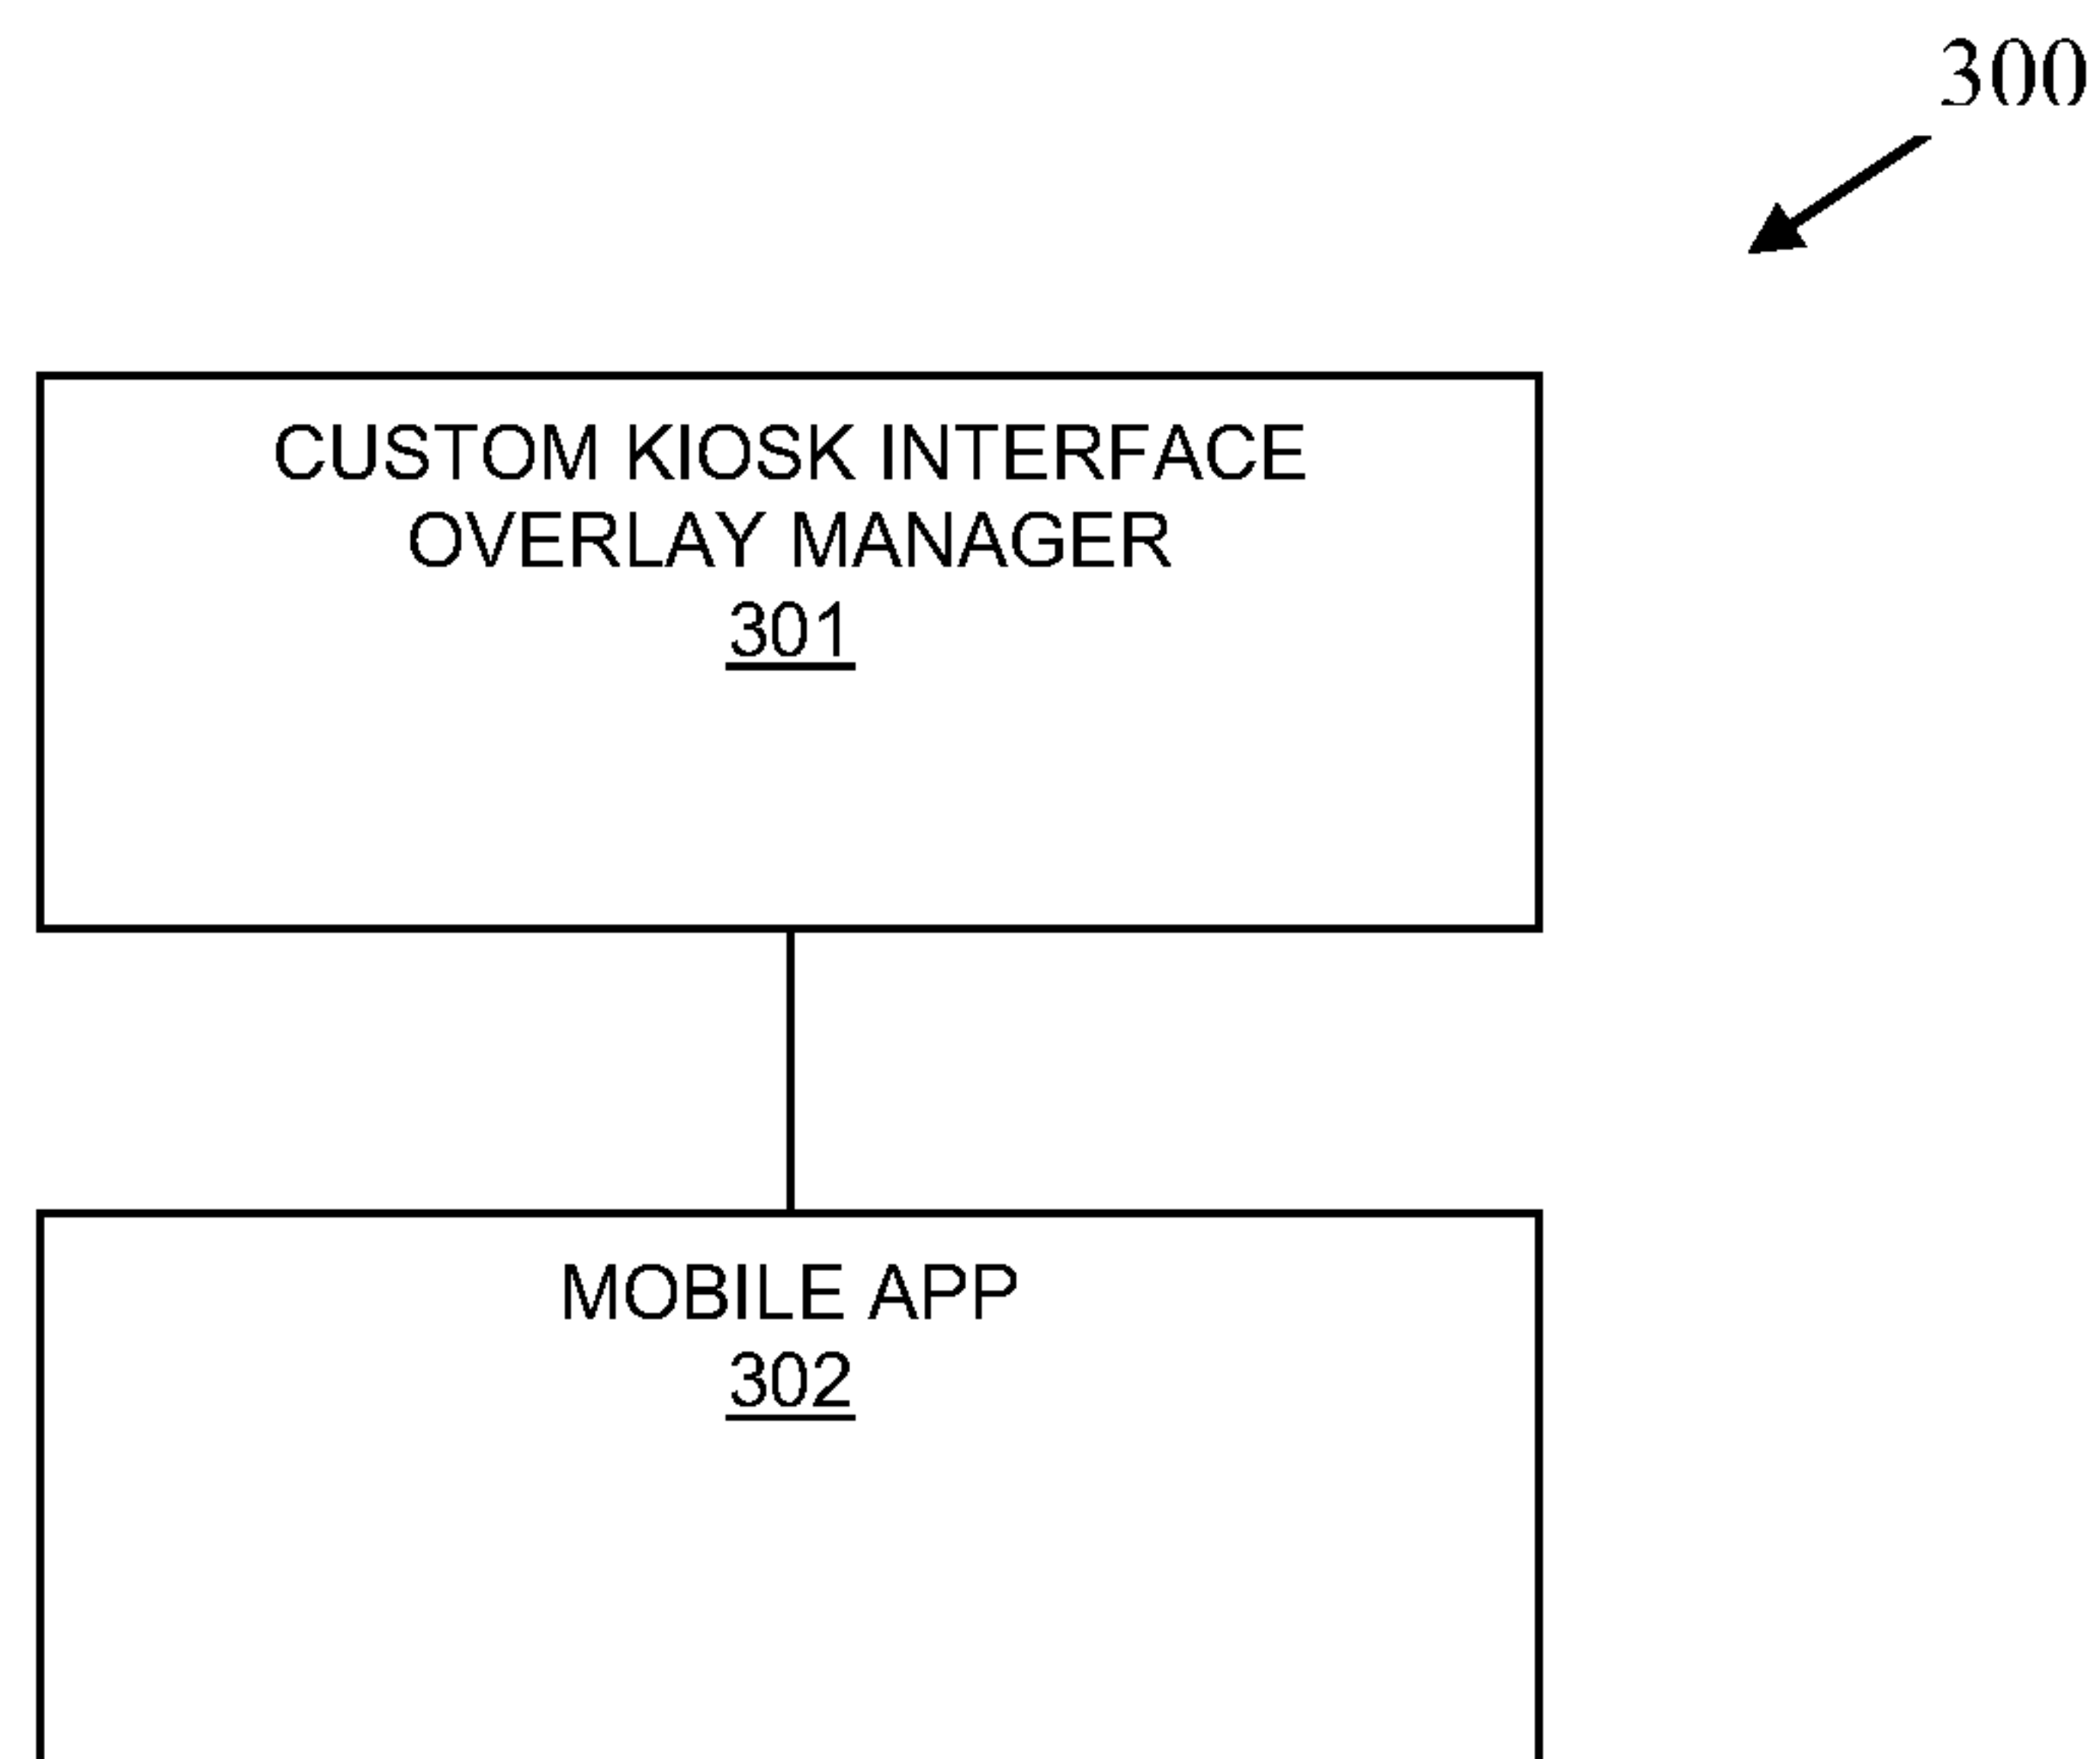 300
CUSTOM KIOSK INTERFACE
OVERLAY MANAGER
301
MOBILE APP
302